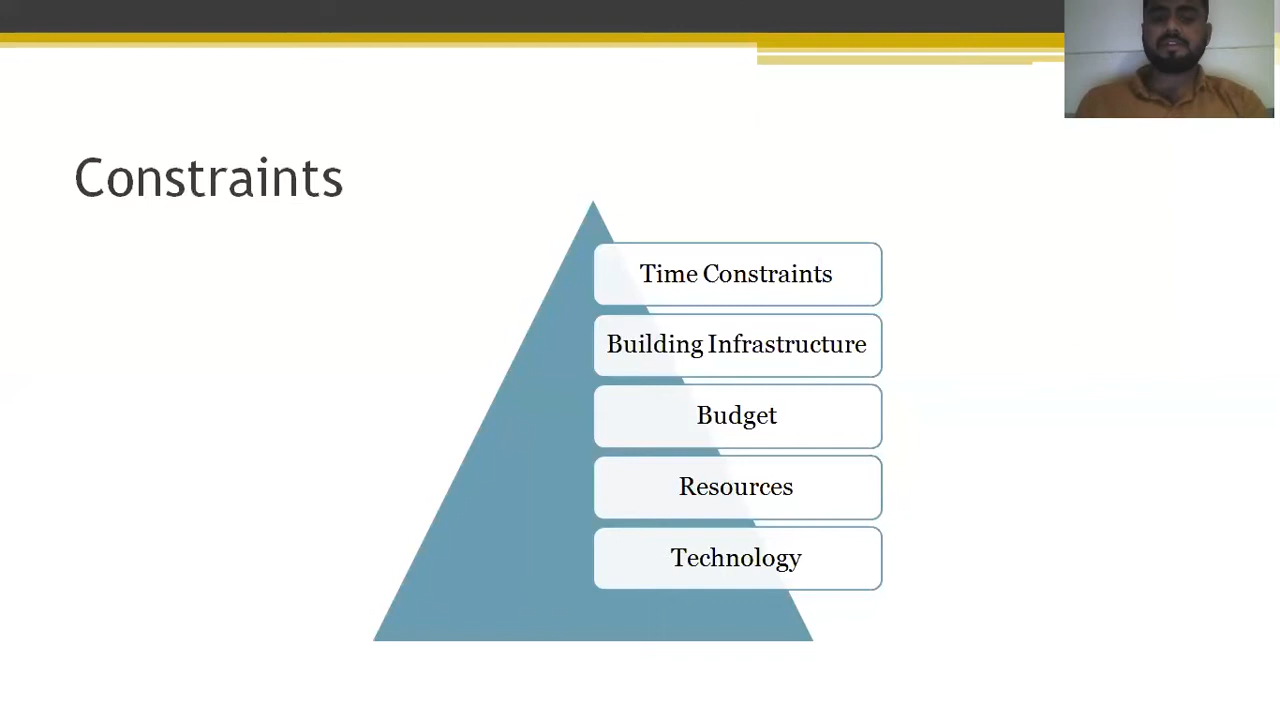 Constraints
Time Constraints
Building Infrastructure
Budget
Resources
Technology